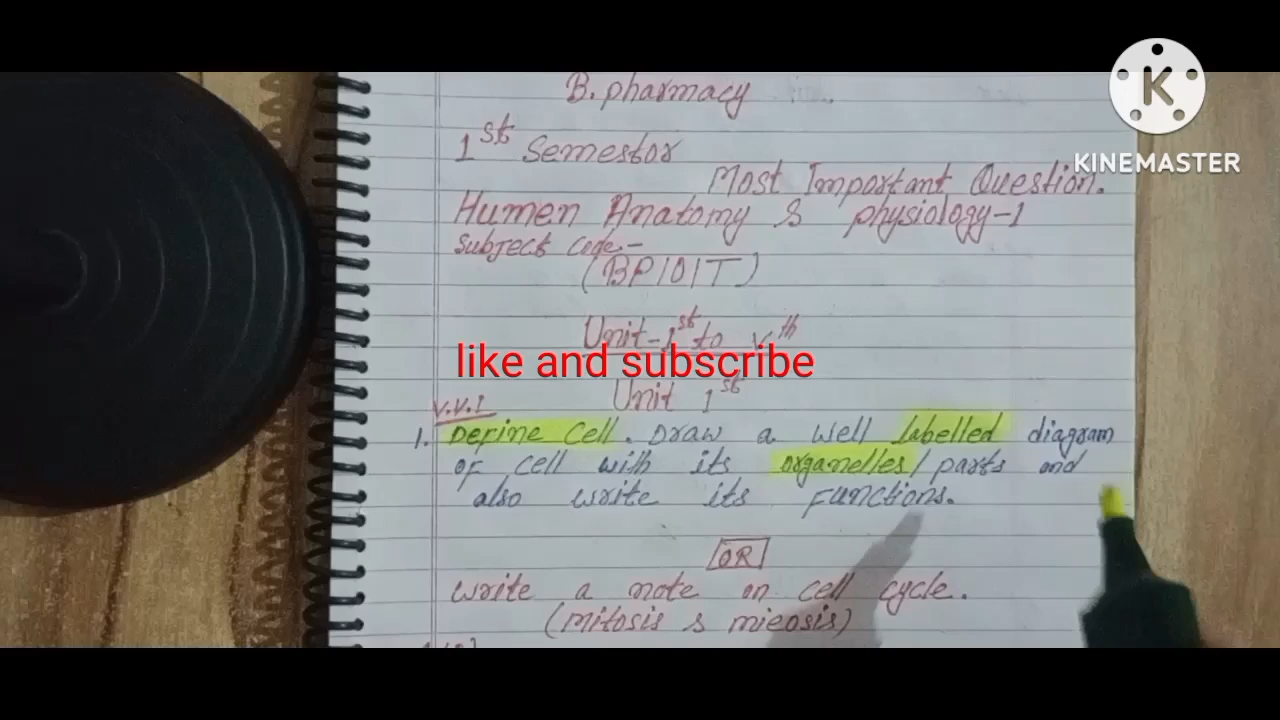 B. pharmacy
KINEMASTER
1st Semestor
Most Important Question.
Humen Anatomy & physiology-1
Subject Code-
(BP101T)
Unit-1st to Vth
like and subscribe
Unit 1st
V.V.I
1. Define Cell. Draw a well labelled diagram
of cell with its organelles/parts and
also write its functions.
OR
write a note on cell cycle.
(mitosis & mieosis)